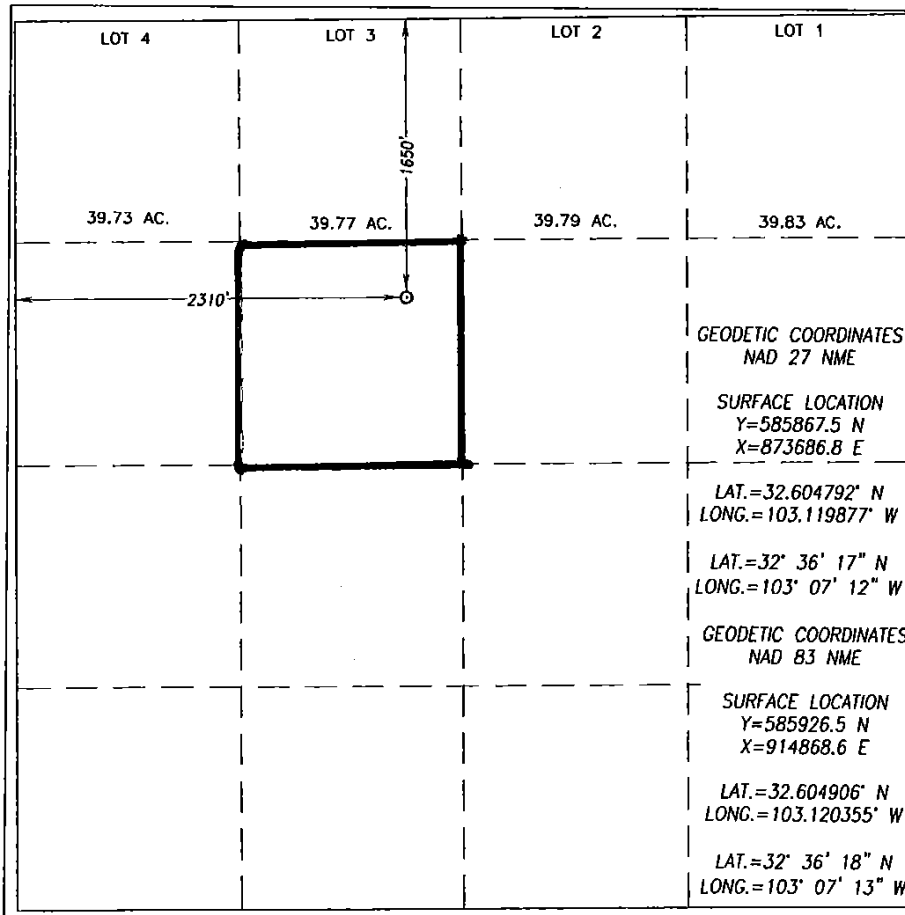 LOT 4
LOT 3
LOT 2
LOT 1
1650'
39.73 AC.
39.77 AC.
39.79 AC.
39.83 AC.
2310'
GEODETIC COORDINATES
NAD 27 NME
SURFACE LOCATION
Y=585867.5 N
X=873686.8 E
LAT.=32.604792° N
LONG.=103.119877° W
LAT.=32° 36' 17" N
LONG.=103° 07' 12" W
GEODETIC COORDINATES
NAD 83 NME
SURFACE LOCATION
Y=585926.5 N
X=914868.6 E
LAT.=32.604906° N
LONG.=103.120355° W
LAT.=32° 36' 18" N
LONG.=103° 07' 13" W